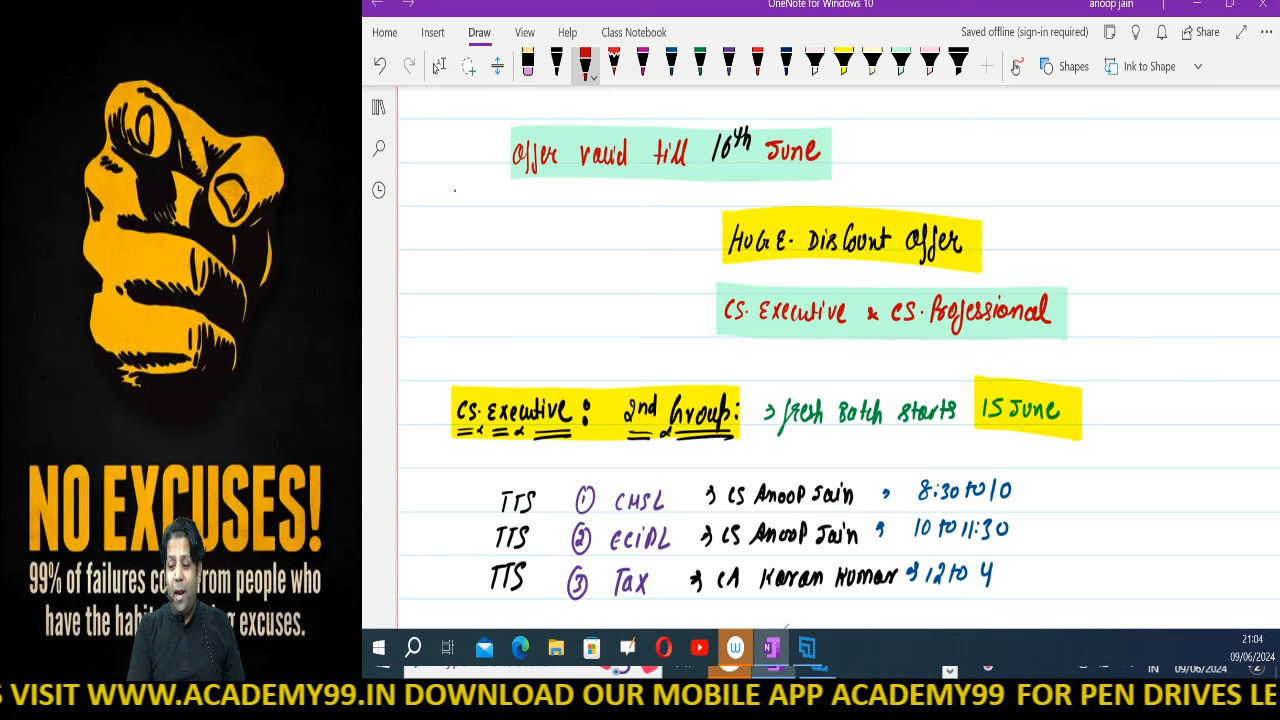 OneNote for Windows 10
anoop jain
Home Insert Draw View Help Class Notebook
Saved offline (sign-in required)
Share
Shapes
Ink to Shape
Offer valid till 10th June
HUGE. DISCOUNT Offer
CS. Executive & CS. Professional
CS. Executive: 2nd Group: → fresh Batch starts 15 June
TTS ① CMSL → CS Anoop Jain → 8:30 to 10
TTS ② ECIPL → CS Anoop Jain → 10 to 11:30
TTS ③ Tax → CA Karan Kumar → 12 to 4
NO EXCUSES!
99% of failures from people who
have the excuses.
21:04
09/06/2024
IN 09/06/2024
VISIT WWW.ACADEMY99.IN DOWNLOAD OUR MOBILE APP ACADEMY99 FOR PEN DRIVES